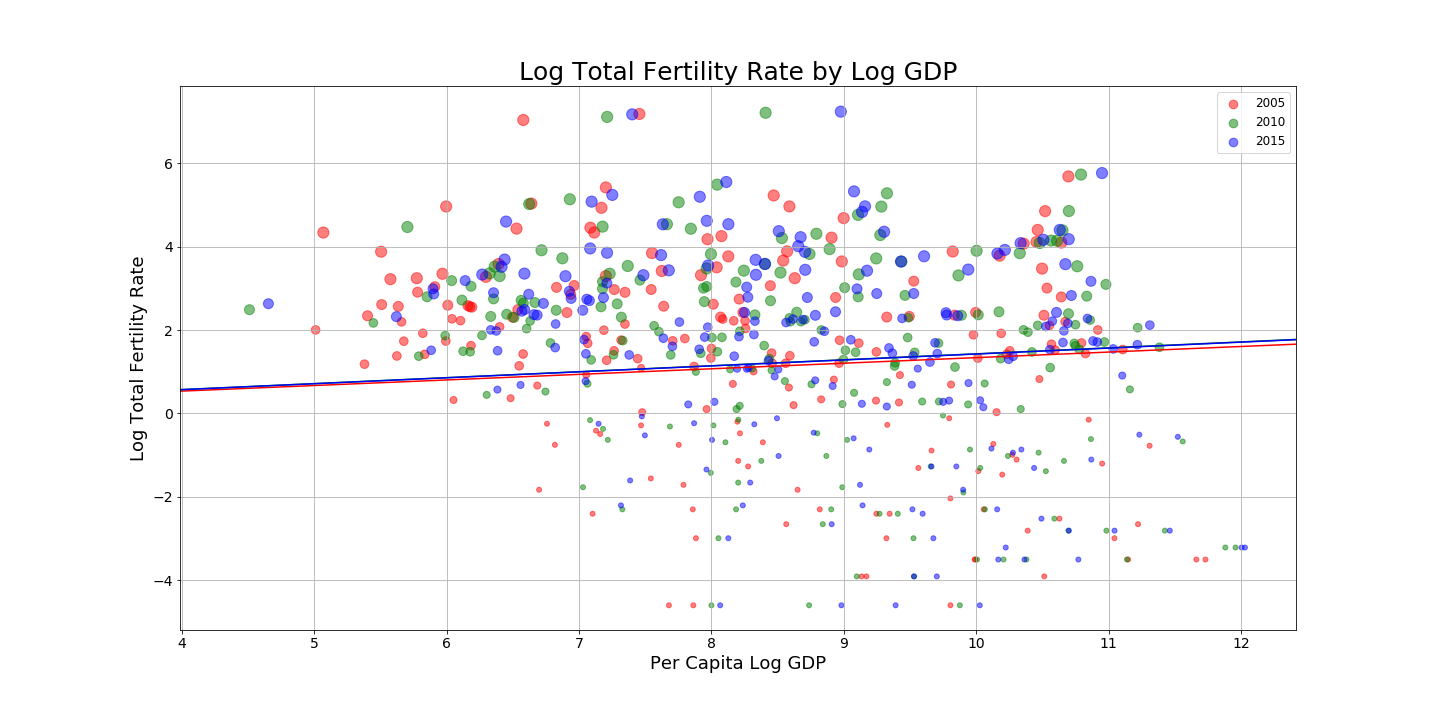 Log Total Fertility Rate by Log GDP
2005
2010
2015
6
4
2
0
−2
−4
Log Total Fertility Rate
4 5 6 7 8 9 10 11 12
Per Capita Log GDP